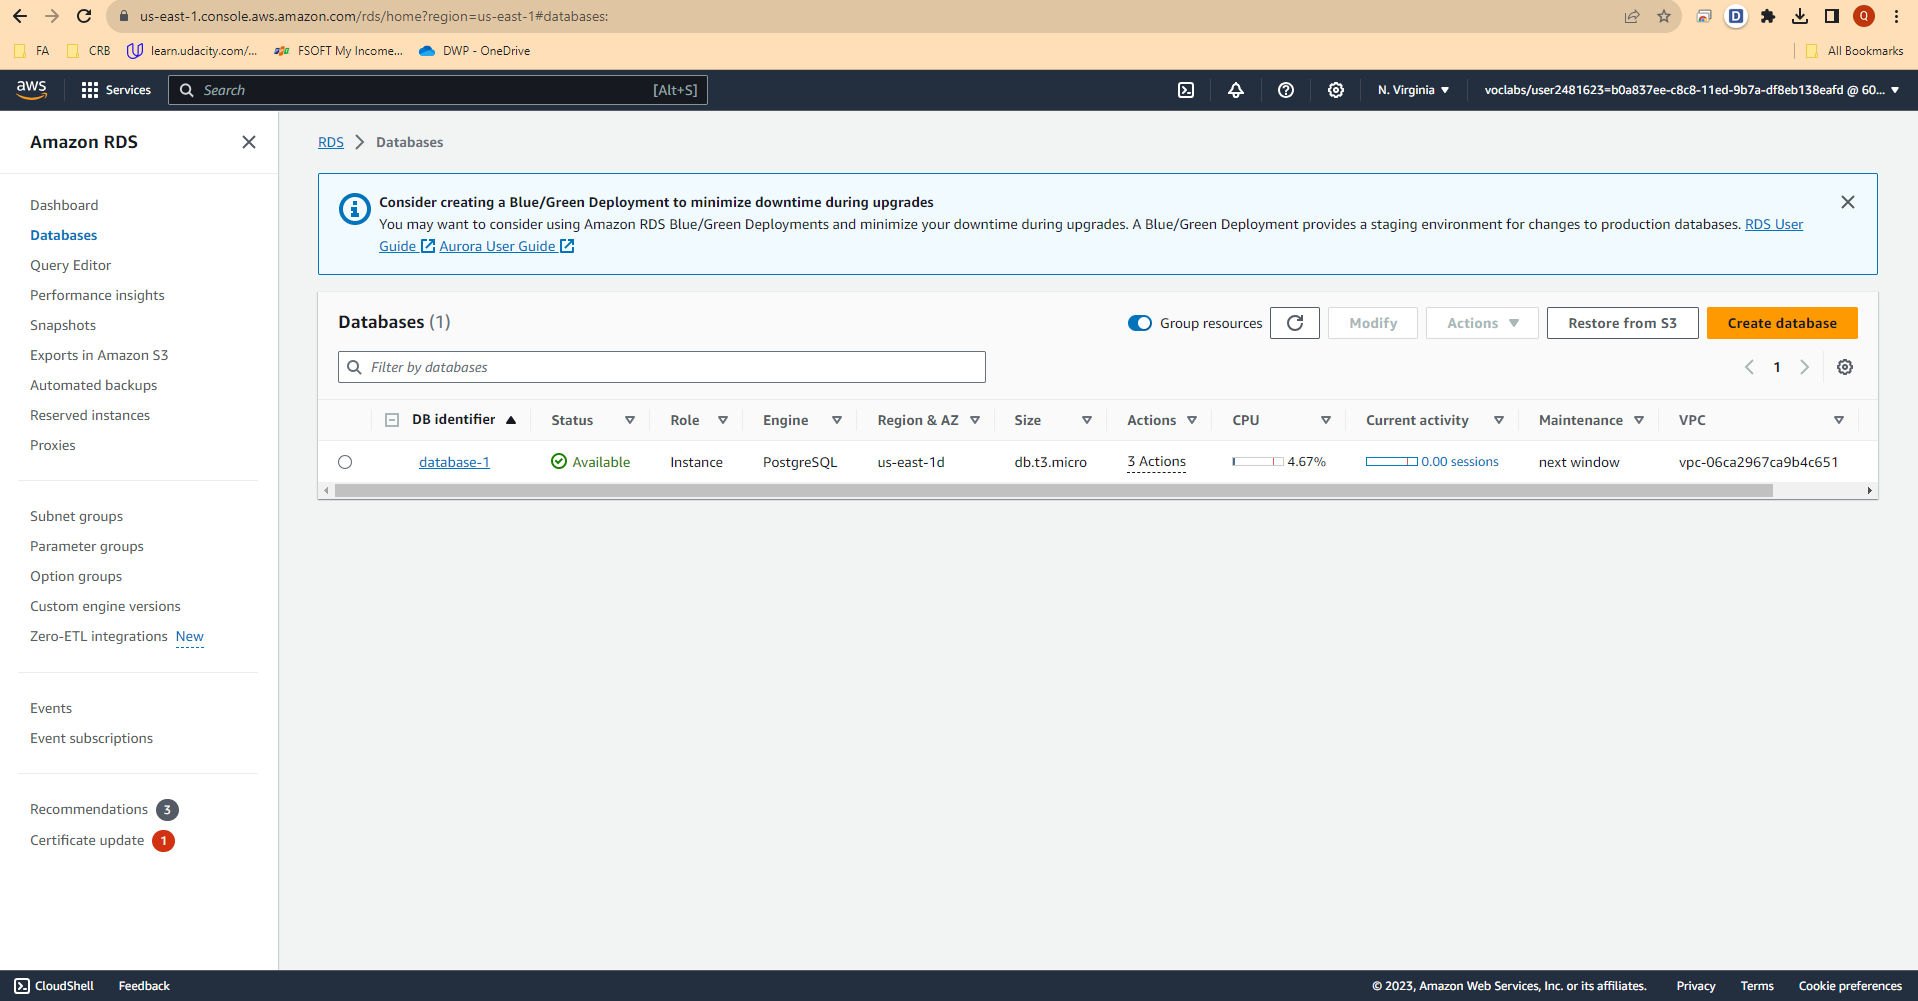 us-east-1.console.aws.amazon.com/rds/home?region=us-east-1#databases:
D
Q
FA
CRB
learn.udacity.com/...
FSOFT My Income...
DWP - OneDrive
All Bookmarks
aws
Services
Search
[Alt+S]
N. Virginia
voclabs/user2481623=b0a837ee-c8c8-11ed-9b7a-df8eb138eafd @ 60...
Amazon RDS
Dashboard
Databases
Query Editor
Performance insights
Snapshots
Exports in Amazon S3
Automated backups
Reserved instances
Proxies
Subnet groups
Parameter groups
Option groups
Custom engine versions
Zero-ETL integrations New
Events
Event subscriptions
Recommendations 3
Certificate update 1
RDS > Databases
Consider creating a Blue/Green Deployment to minimize downtime during upgrades
You may want to consider using Amazon RDS Blue/Green Deployments and minimize your downtime during upgrades. A Blue/Green Deployment provides a staging environment for changes to production databases. RDS User
Guide Aurora User Guide
Databases (1)
Group resources
Modify
Actions
Restore from S3
Create database
Filter by databases
1
DB identifier Status Role Engine Region & AZ Size Actions CPU Current activity Maintenance VPC
database-1 Available Instance PostgreSQL us-east-1d db.t3.micro 3 Actions 4.67% 0.00 sessions next window vpc-06ca2967ca9b4c651
CloudShell
Feedback
© 2023, Amazon Web Services, Inc. or its affiliates.
Privacy
Terms
Cookie preferences